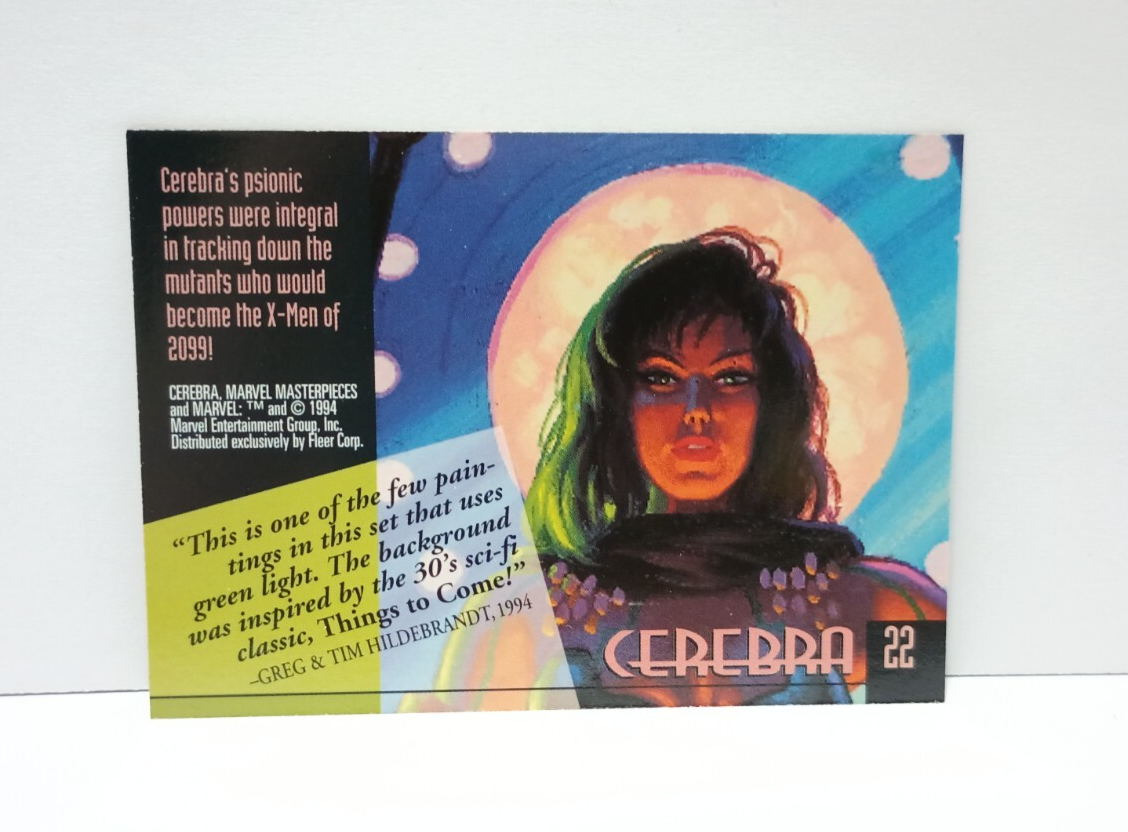 Cerebra's psionic
powers were integral
in tracking down the
mutants who would
become the X-Men of
2099!
CEREBRA, MARVEL MASTERPIECES
and MARVEL: ™ and © 1994
Marvel Entertainment Group, Inc.
Distributed exclusively by Fleer Corp.
“This is one of the few pain-
tings in this set that uses
green light. The background
was inspired by the 30's sci-fi
classic, Things to Come!”
–GREG & TIM HILDEBRANDT, 1994
CEREBRA
22